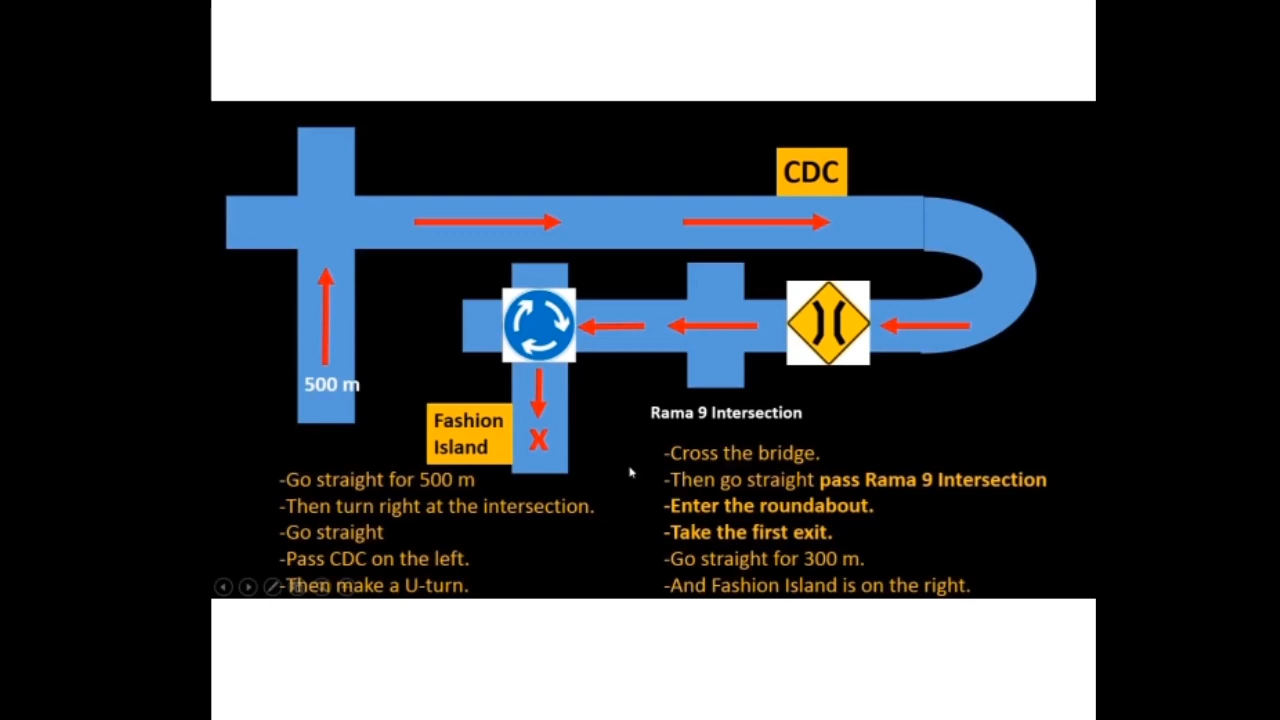 CDC
500 m
Fashion
Island
X
Rama 9 Intersection
-Go straight for 500 m
-Then turn right at the intersection.
-Go straight
-Pass CDC on the left.
-Then make a U-turn.
-Cross the bridge.
-Then go straight pass Rama 9 Intersection
-Enter the roundabout.
-Take the first exit.
-Go straight for 300 m.
-And Fashion Island is on the right.